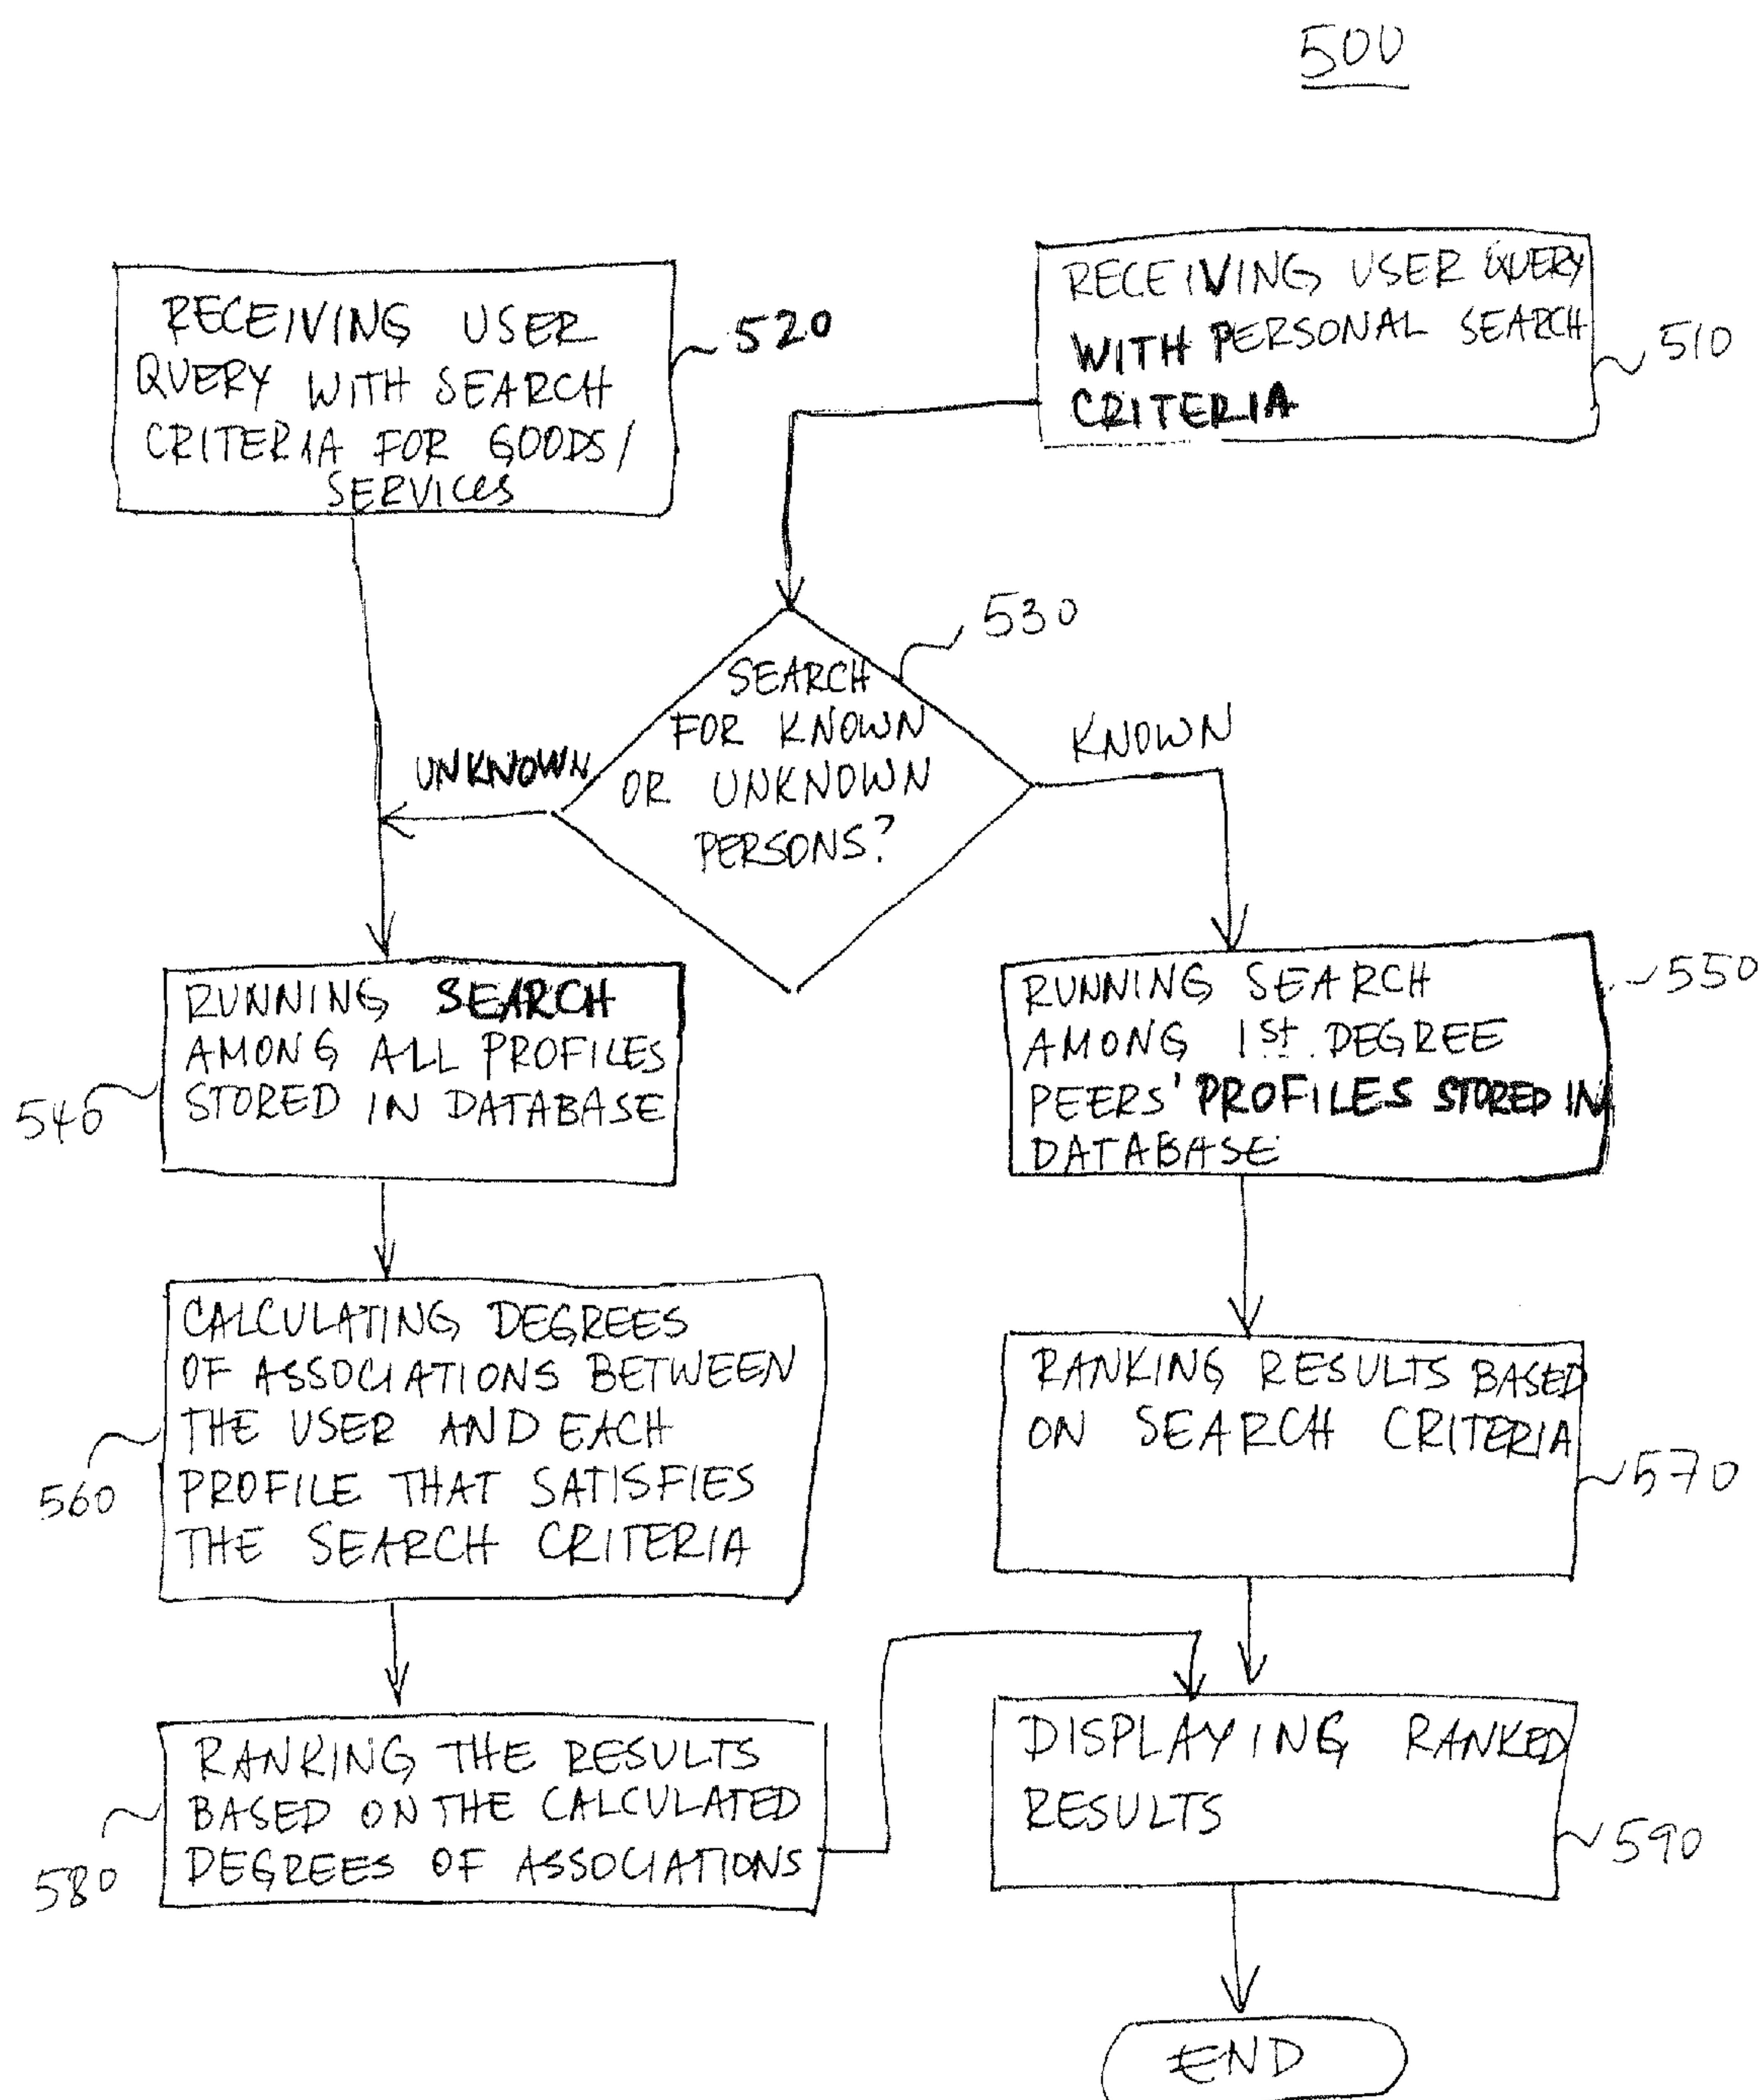 500
RECEIVING USER
QUERY WITH SEARCH
CRITERIA FOR GOODS/
SERVICES
520
RECEIVING USER QUERY
WITH PERSONAL SEARCH
CRITERIA
510
530
SEARCH
FOR KNOWN
OR UNKNOWN
PERSONS?
UNKNOWN
KNOWN
RUNNING SEARCH
AMONG ALL PROFILES
STORED IN DATABASE
540
RUNNING SEARCH
AMONG 1st. DEGREE
PEERS' PROFILES STORED IN
DATABASE
550
CALCULATING DEGREES
OF ASSOCIATIONS BETWEEN
THE USER AND EACH
PROFILE THAT SATISFIES
THE SEARCH CRITERIA
560
RANKING RESULTS BASED
ON SEARCH CRITERIA
570
RANKING THE RESULTS
BASED ON THE CALCULATED
DEGREES OF ASSOCIATIONS
580
DISPLAYING RANKED
RESULTS
590
END